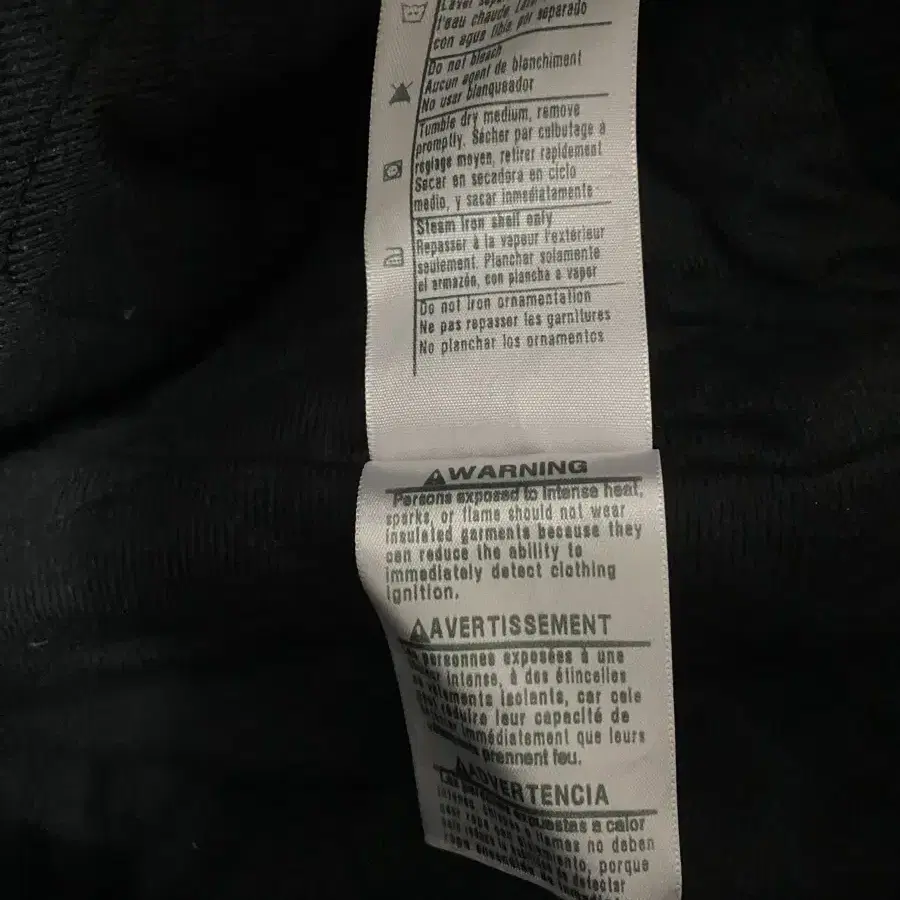 Laver
l'eau chaude
con agua tibia por separado
Do not bleach
Aucun agent de blanchiment
No usar blanqueador
Tumble dry medium, remove
promptly. Sécher par culbutage à
réglage moyen, retirer rapidement
Secar en secadora en ciclo
medio, y sacar inmediatamente
Steam iron shell only
Repasser à la vapeur l'extérieur
seulement. Planchar solamente
el armazón, con plancha a vapor
Do not iron ornamentation
Ne pas repasser les garnitures
No planchar los ornamentos
WARNING
Persons exposed to intense heat,
sparks, or flame should not wear
insulated garments because they
can reduce the ability to
immediately detect clothing
ignition.
AVERTISSEMENT
personnes exposées à une
intense, à des étincelles
isolants, car cela
réduire leur capacité de
immédiatement que leurs
prennent feu.
ADVERTENCIA
expuestas a calor
llamas no deben
porque
detectar